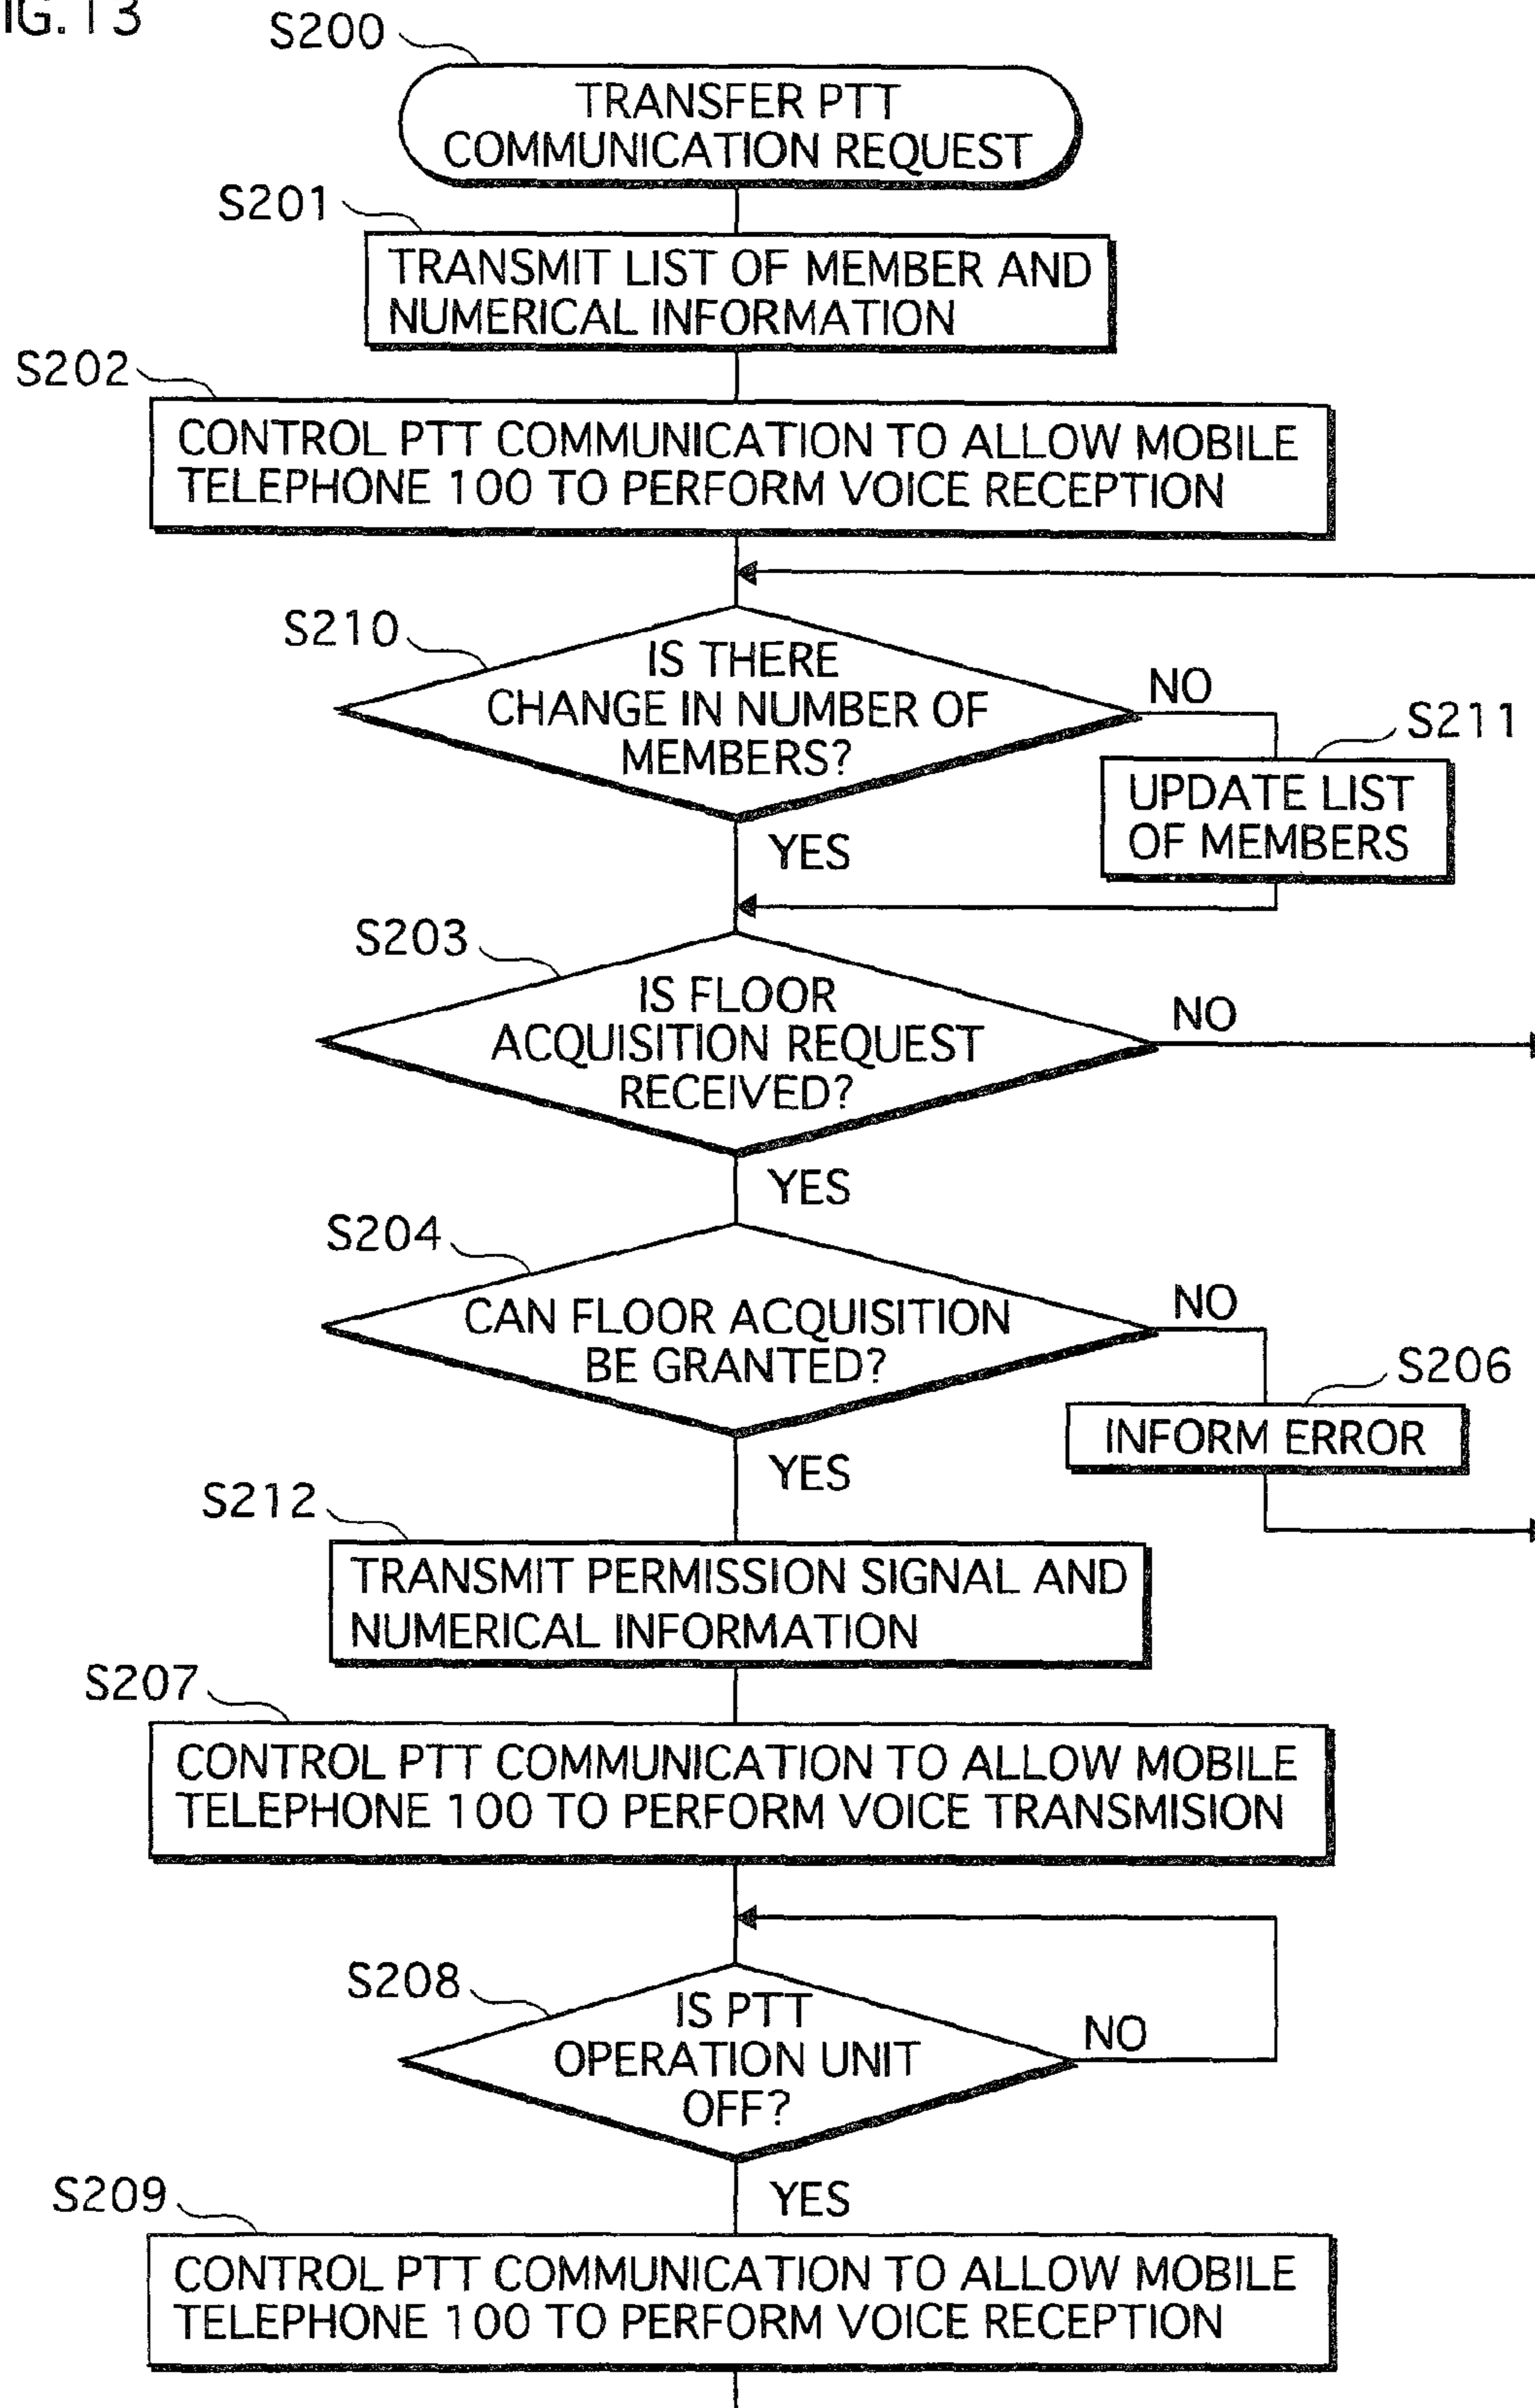 IG. 13
S200
TRANSFER PTT
COMMUNICATION REQUEST
S201
TRANSMIT LIST OF MEMBER AND
NUMERICAL INFORMATION
S202
CONTROL PTT COMMUNICATION TO ALLOW MOBILE
TELEPHONE 100 TO PERFORM VOICE RECEPTION
S210
IS THERE
CHANGE IN NUMBER OF
MEMBERS?
NO
S211
UPDATE LIST
OF MEMBERS
YES
S203
IS FLOOR
ACQUISITION REQUEST
RECEIVED?
NO
YES
S204
CAN FLOOR ACQUISITION
BE GRANTED?
NO
S206
INFORM ERROR
YES
S212
TRANSMIT PERMISSION SIGNAL AND
NUMERICAL INFORMATION
S207
CONTROL PTT COMMUNICATION TO ALLOW MOBILE
TELEPHONE 100 TO PERFORM VOICE TRANSMISION
S208
IS PTT
OPERATION UNIT
OFF?
NO
YES
S209
CONTROL PTT COMMUNICATION TO ALLOW MOBILE
TELEPHONE 100 TO PERFORM VOICE RECEPTION